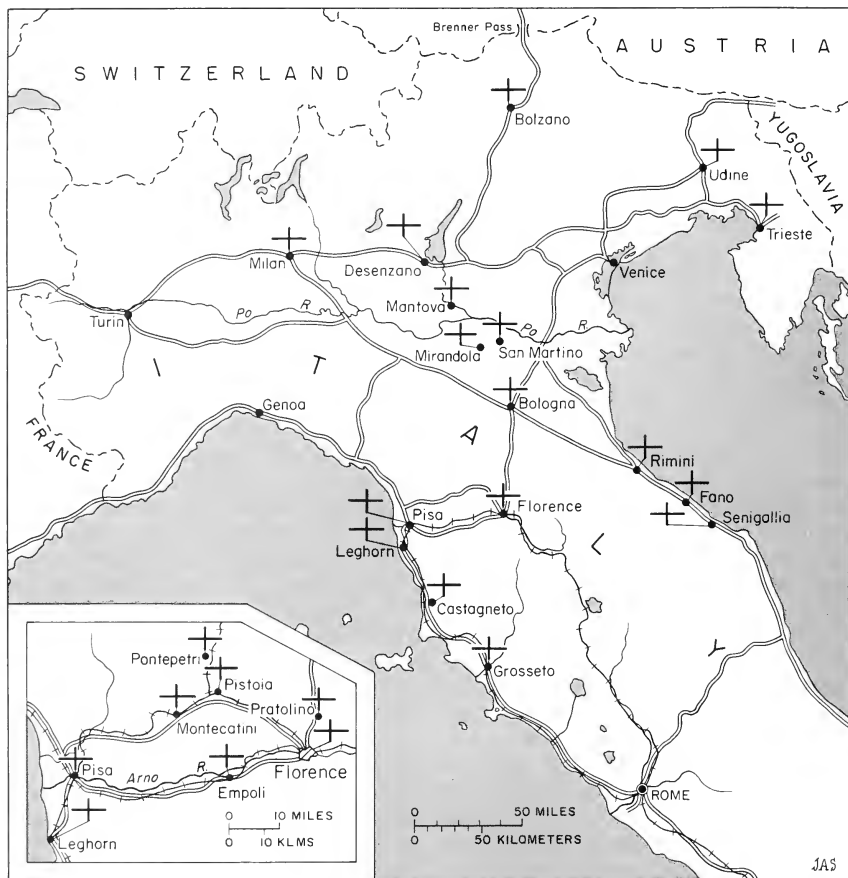 Brenner Pass
AUSTRIA
SWITZERLAND
Bolzano
YUGOSLAVIA
Udine
Trieste
Milan
Desenzano
Venice
Mantova
Turin
Po R.
Po R.
Mirandola
San Martino
ITALY
Genoa
Bologna
FRANCE
Rimini
Fano
Pisa
Florence
Senigallia
Leghorn
Castagneto
Grosseto
Pontepetri
Pistoia
Pratolino
Montecatini
Pisa
Arno R.
Empoli
Florence
Leghorn
0 10 MILES
0 10 KLMS
0 50 MILES
0 50 KILOMETERS
ROME
JAS